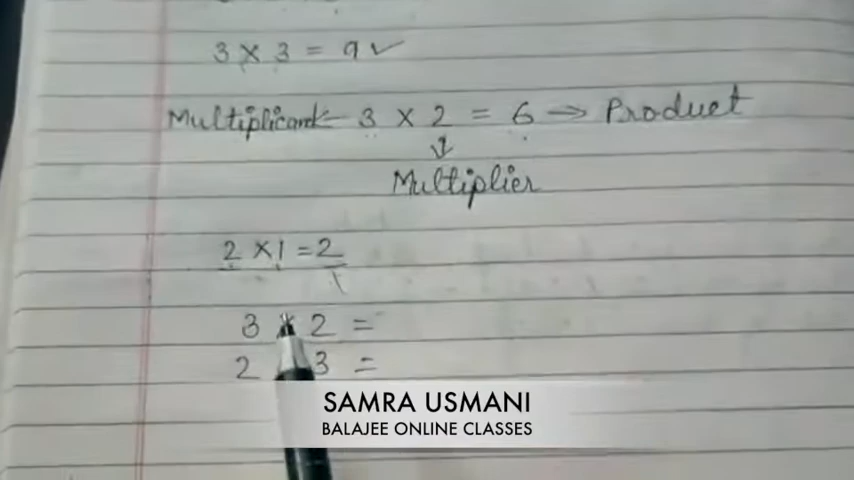 3 × 3 = 9 ✓
Multiplicand ← 3 × 2 = 6 → Product
↓
Multiplier
2 × 1 = 2
3 × 2 =
2 3 =
SAMRA USMANI
BALAJEE ONLINE CLASSES